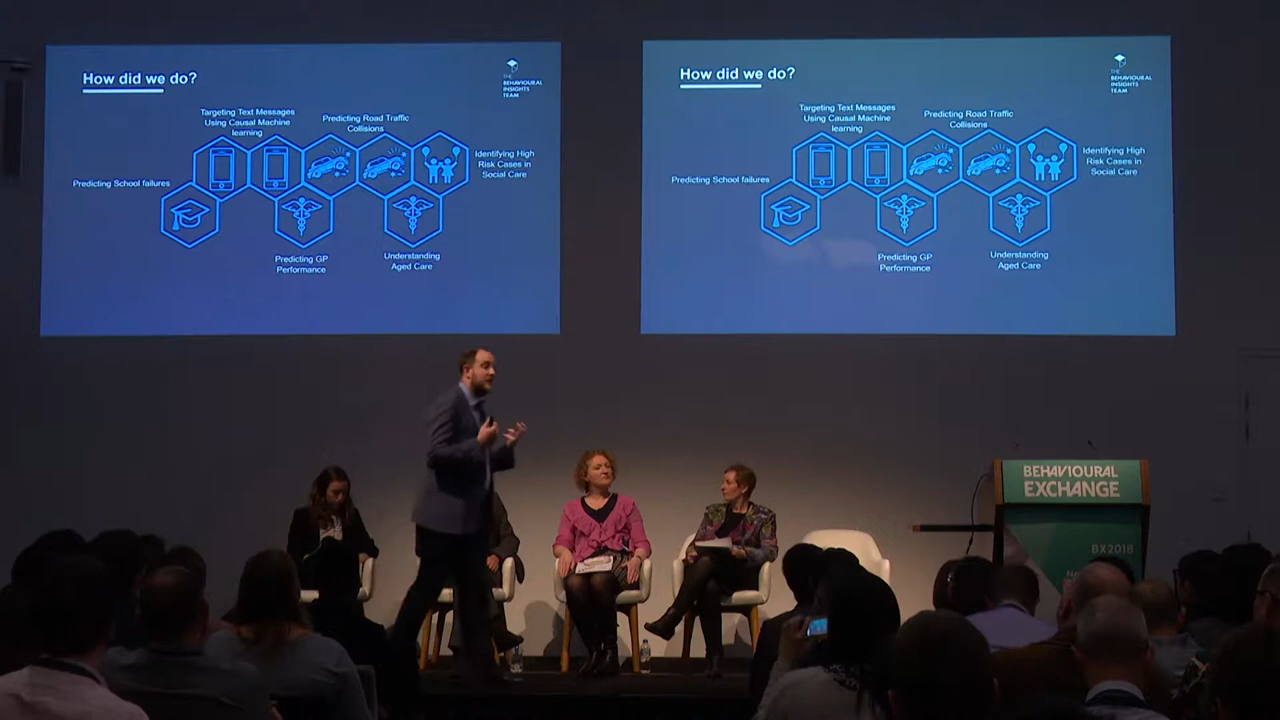 How did we do?
THE
BEHAVIOURAL
INSIGHTS
TEAM
Targeting Text Messages
Using Causal Machine
learning
Predicting Road Traffic
Collisions
Identifying High
Risk Cases in
Social Care
Predicting School failures
Predicting GP
Performance
Understanding
Aged Care
How did we do?
THE
BEHAVIOURAL
INSIGHTS
TEAM
Targeting Text Messages
Using Causal Machine
learning
Predicting Road Traffic
Collisions
Identifying High
Risk Cases in
Social Care
Predicting School failures
Predicting GP
Performance
Understanding
Aged Care
BEHAVIOURAL
EXCHANGE
BX2018